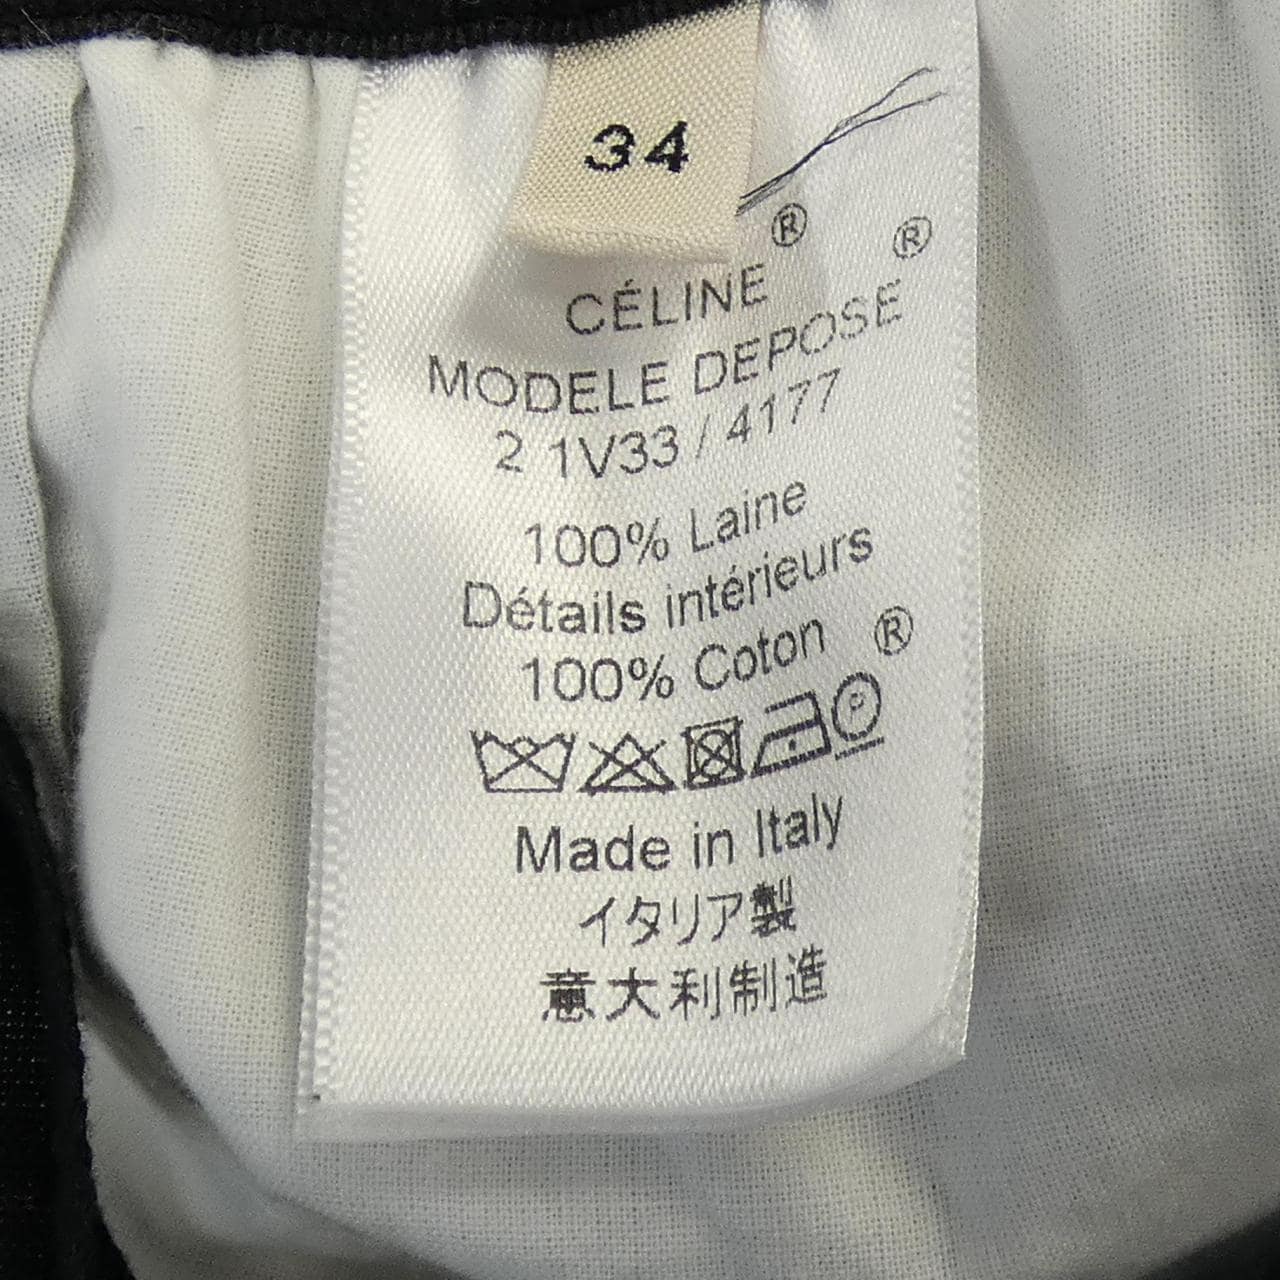 34
®
®
CÉLINE
MODELE DEPOSE
2 1V33 / 4177
100% Laine
Détails intérieurs
100% Coton ®
P
Made in Italy
イタリア製
意大利制造